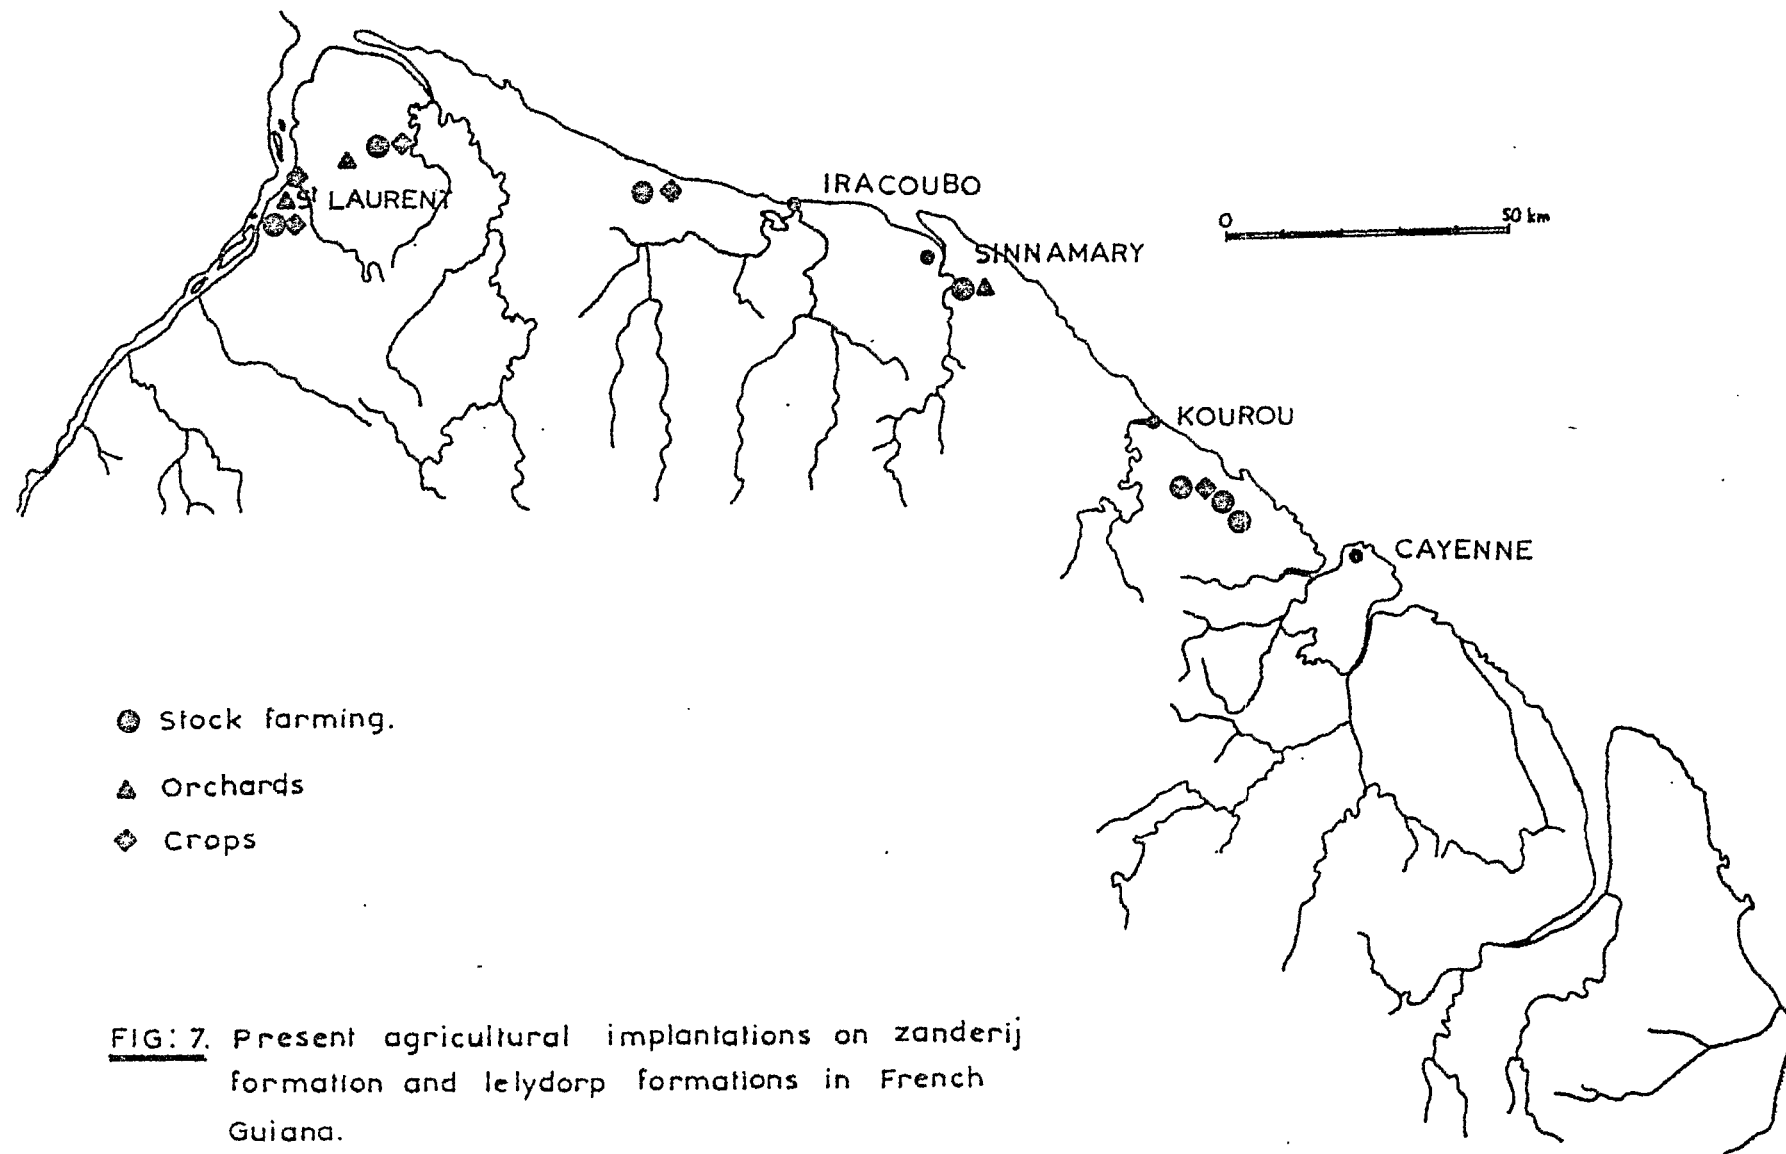 IRACOUBO
St LAURENT
0 50 km
SINNAMARY
KOUROU
CAYENNE
Stock farming.
Orchards
Crops
FIG: 7. Present agricultural implantations on zanderij
formation and lelydorp formations in French
Guiana.